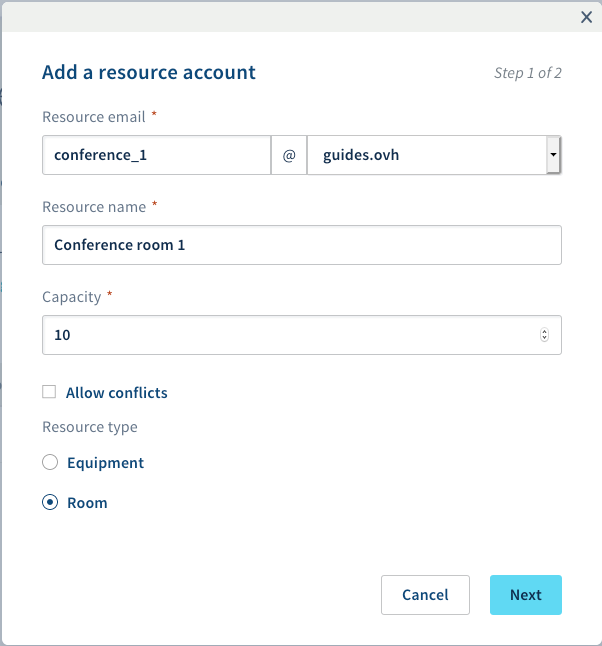 Add a resource account
Step 1 of 2
Resource email *
conference_1 @ guides.ovh
Resource name *
Conference room 1
Capacity *
10
Allow conflicts
Resource type
Equipment
Room
Cancel Next